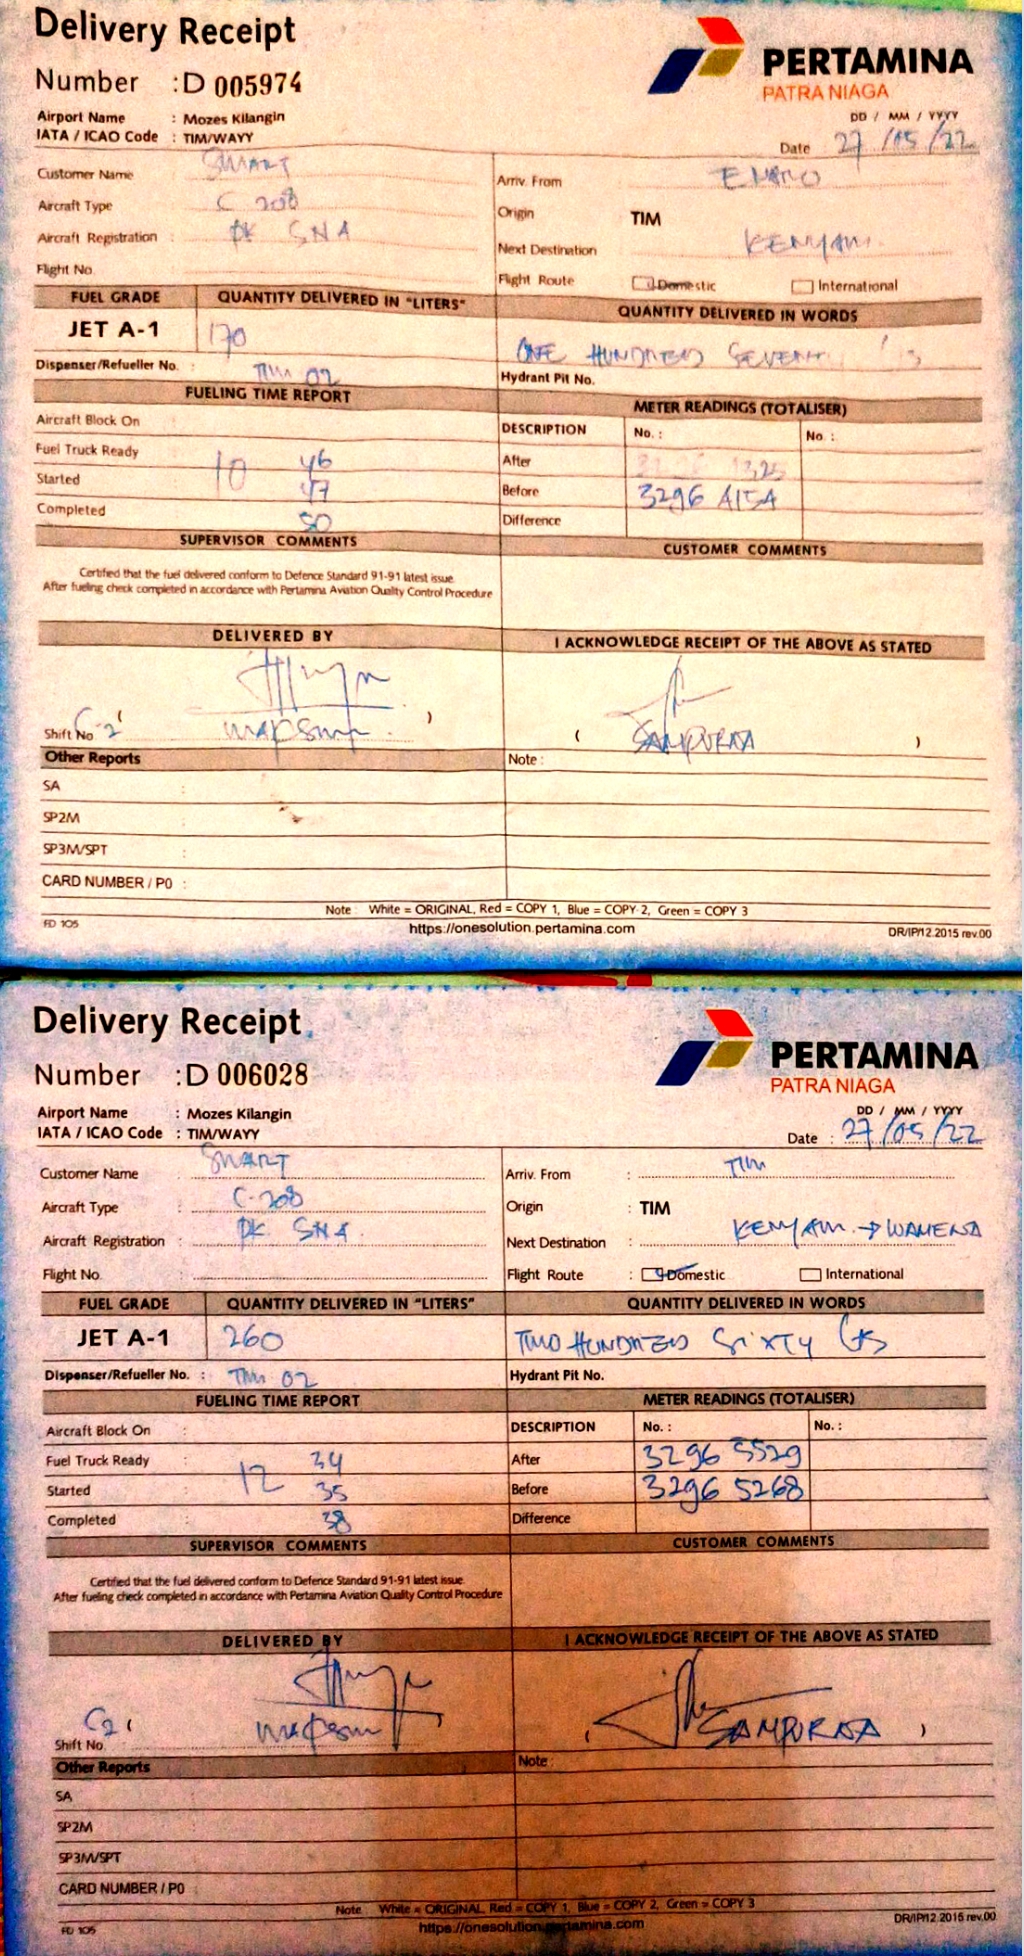 Delivery Receipt
Number : D 005974
PERTAMINA
PATRA NIAGA
Airport Name : Mozes Kilangin
IATA / ICAO Code : TIM/WAYY
DD / MM / YYYY
Date 27/05/22
Customer Name : SMART
Arriv. From
Aircraft Type C 208
Origin TIM
Aircraft Registration : PK SNA
Next Destination KENYAM
Flight No.
Flight Route Domestic International
FUEL GRADE QUANTITY DELIVERED IN "LITERS" QUANTITY DELIVERED IN WORDS
JET A-1 170 ONE HUNDRED SEVENTY
Dispenser/Refueller No. : TIM 02 Hydrant Pit No.
FUELING TIME REPORT METER READINGS (TOTALISER)
Aircraft Block On DESCRIPTION No. : No. :
Fuel Truck Ready 10 46 After
Started 47 Before 3296 4154
Completed 50 Difference
SUPERVISOR COMMENTS CUSTOMER COMMENTS
Certified that the fuel delivered conform to Defence Standard 91-91 latest issue
After fueling check completed in accordance with Pertamina Aviation Quality Control Procedure
DELIVERED BY I ACKNOWLEDGE RECEIPT OF THE ABOVE AS STATED
Shift No C-2 ( ) ( SAMPURNA )
Other Reports Note :
SA :
SP2M :
SP3M/SPT :
CARD NUMBER / P0 :
Note : White = ORIGINAL, Red = COPY 1, Blue = COPY 2, Green = COPY 3
FD 105 https://onesolution.pertamina.com DR/IP/12.2015 rev.00
Delivery Receipt
Number : D 006028
PERTAMINA
PATRA NIAGA
Airport Name : Mozes Kilangin
IATA / ICAO Code : TIM/WAYY
DD / MM / YYYY
Date : 27/05/22
Customer Name : SMART
Arriv. From : TIM
Aircraft Type : C-208
Origin : TIM
Aircraft Registration : PK SNA
Next Destination : KENYAM → WAMENA
Flight No. :
Flight Route : Domestic International
FUEL GRADE QUANTITY DELIVERED IN "LITERS" QUANTITY DELIVERED IN WORDS
JET A-1 260 TWO HUNDRED SIXTY
Dispenser/Refueller No. : TIM 02 Hydrant Pit No.
FUELING TIME REPORT METER READINGS (TOTALISER)
Aircraft Block On : DESCRIPTION No. : No. :
Fuel Truck Ready 12 34 After 3296 5529
Started 35 Before 3296 5268
Completed 38 Difference
SUPERVISOR COMMENTS CUSTOMER COMMENTS
Certified that the fuel delivered conform to Defence Standard 91-91 latest issue
After fueling check completed in accordance with Pertamina Aviation Quality Control Procedure
DELIVERED BY I ACKNOWLEDGE RECEIPT OF THE ABOVE AS STATED
Shift No. C2 ( ( SAMPURNA )
Other Reports Note :
SA :
SP2M :
SP3M/SPT :
CARD NUMBER / P0 :
Note White = ORIGINAL, Red = COPY 1, Blue = COPY 2, Green = COPY 3
FD 105 https://onesolution.pertamina.com DR/IP/12.2015 rev.00